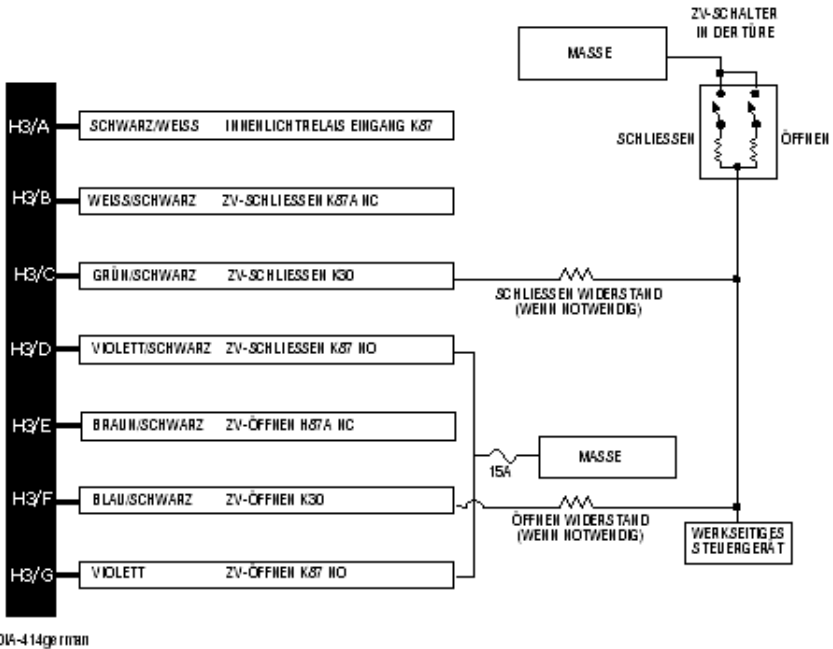 ZV-SCHALTER
IN DER TÜRE
MASSE
SCHLIESSEN
ÖFFNEN
H3/A SCHWARZ/WEISS INNENLICHTRELAIS EINGANG K87
H3/B WEISS/SCHWARZ ZV-SCHLIESSEN K87A NC
H3/C GRÜN/SCHWARZ ZV-SCHLIESSEN K30
SCHLIESSEN WIDERSTAND
(WENN NOTWENDIG)
H3/D VIOLETT/SCHWARZ ZV-SCHLIESSEN K87 NO
H3/E BRAUN/SCHWARZ ZV-ÖFFNEN H87A NC
15A
MASSE
H3/F BLAU/SCHWARZ ZV-ÖFFNEN K30
ÖFFNEN WIDERSTAND
(WENN NOTWENDIG)
WERKSEITIGES
STEUERGERÄT
H3/G VIOLETT ZV-ÖFFNEN K87 NO
DIA-414german